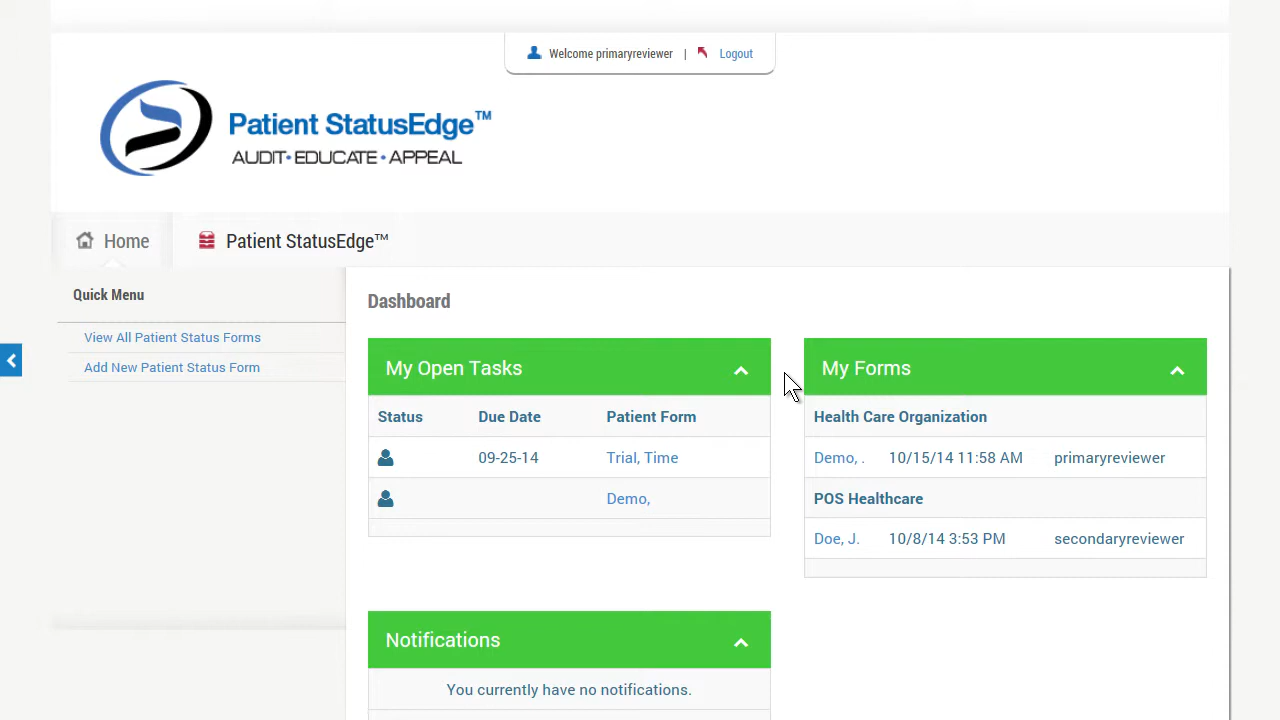 Welcome primaryreviewer | Logout
Patient StatusEdge™
AUDIT•EDUCATE•APPEAL
Home
Patient StatusEdge™
Quick Menu
View All Patient Status Forms
Add New Patient Status Form
Dashboard
My Open Tasks
Status Due Date Patient Form
09-25-14 Trial, Time
Demo,
My Forms
Health Care Organization
Demo, . 10/15/14 11:58 AM primaryreviewer
POS Healthcare
Doe, J. 10/8/14 3:53 PM secondaryreviewer
Notifications
You currently have no notifications.